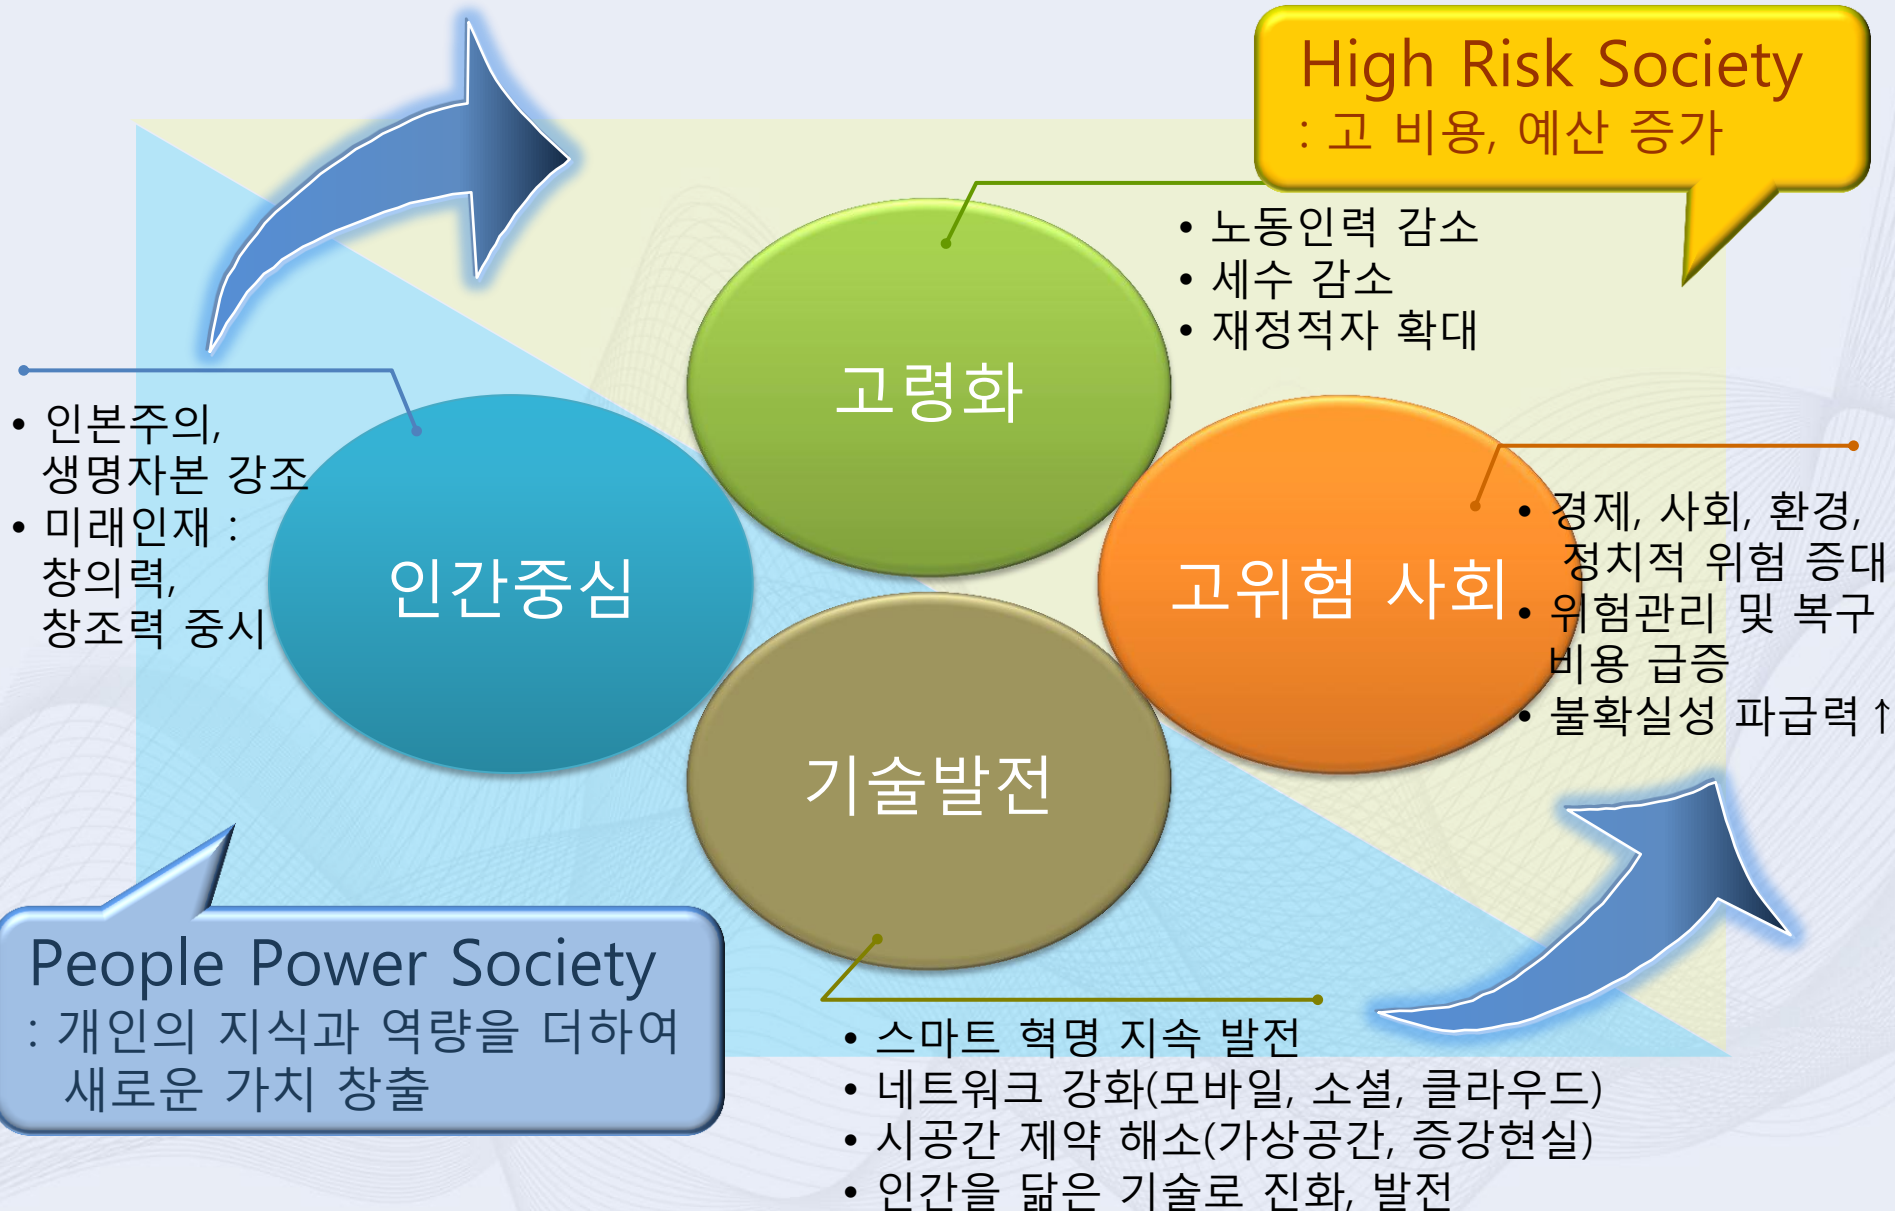 High Risk Society
: 고 비용, 예산 증가
• 노동인력 감소
• 세수 감소
• 재정적자 확대
고령화
• 인본주의,
생명자본 강조
• 미래인재 :
창의력,
창조력 중시
인간중심
고위험 사회
• 경제, 사회, 환경,
정치적 위험 증대
• 위험관리 및 복구
비용 급증
• 불확실성 파급력↑
기술발전
People Power Society
: 개인의 지식과 역량을 더하여
새로운 가치 창출
• 스마트 혁명 지속 발전
• 네트워크 강화(모바일, 소셜, 클라우드)
• 시공간 제약 해소(가상공간, 증강현실)
• 인간을 닮은 기술로 진화, 발전